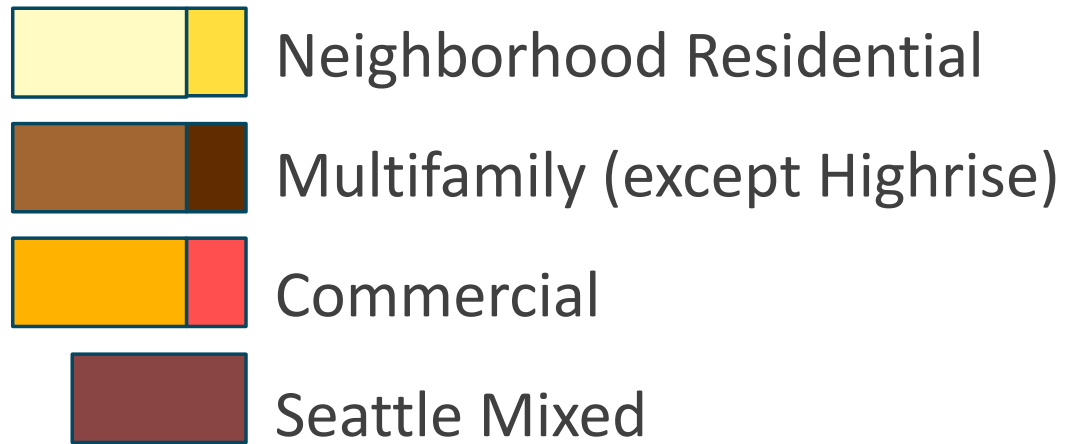 Neighborhood Residential
Multifamily (except Highrise)
Commercial
Seattle Mixed